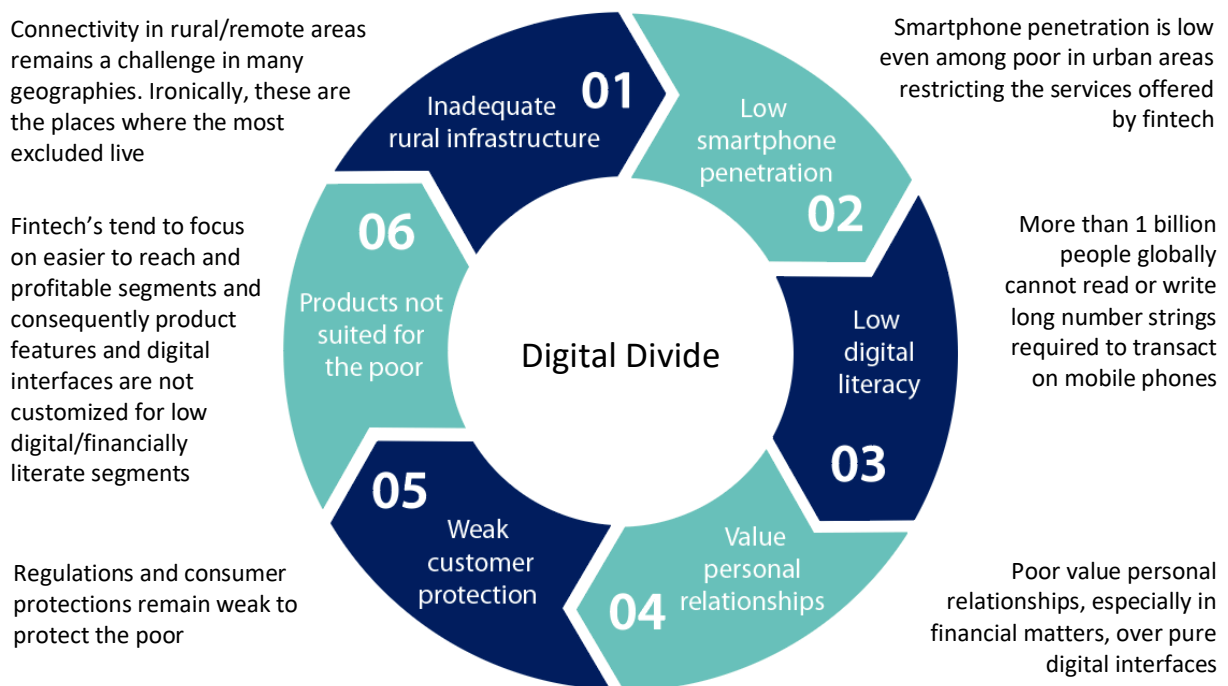 Connectivity in rural/remote areas
remains a challenge in many
geographies. Ironically, these are
the places where the most
excluded live
01
Inadequate
rural infrastructure
Smartphone penetration is low
even among poor in urban areas
restricting the services offered
by fintech
Low
smartphone
penetration
02
More than 1 billion
people globally
cannot read or write
long number strings
required to transact
on mobile phones
Low
digital
literacy
03
Poor value personal
relationships, especially in
financial matters, over pure
digital interfaces
Value
personal
relationships
04
Regulations and consumer
protections remain weak to
protect the poor
05
Weak
customer
protection
Fintech’s tend to focus
on easier to reach and
profitable segments and
consequently product
features and digital
interfaces are not
customized for low
digital/financially
literate segments
06
Products not
suited for
the poor
Digital Divide